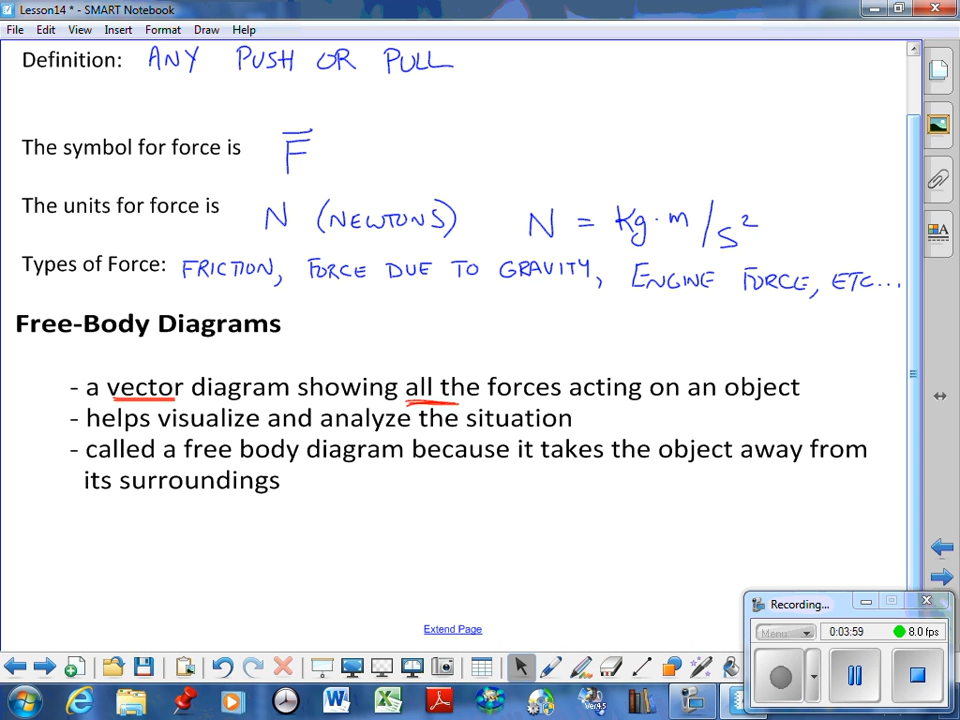 Lesson14 * - SMART Notebook
File Edit View Insert Format Draw Help
Definition: ANY PUSH OR PULL
The symbol for force is F
The units for force is N (NEWTONS) N = Kg·m/s²
Types of Force: FRICTION, FORCE DUE TO GRAVITY, ENGINE FORCE, ETC...
Free-Body Diagrams
- a vector diagram showing all the forces acting on an object
- helps visualize and analyze the situation
- called a free body diagram because it takes the object away from
its surroundings
Extend Page
Recording...
Menu 0:03:59 8.0 fps